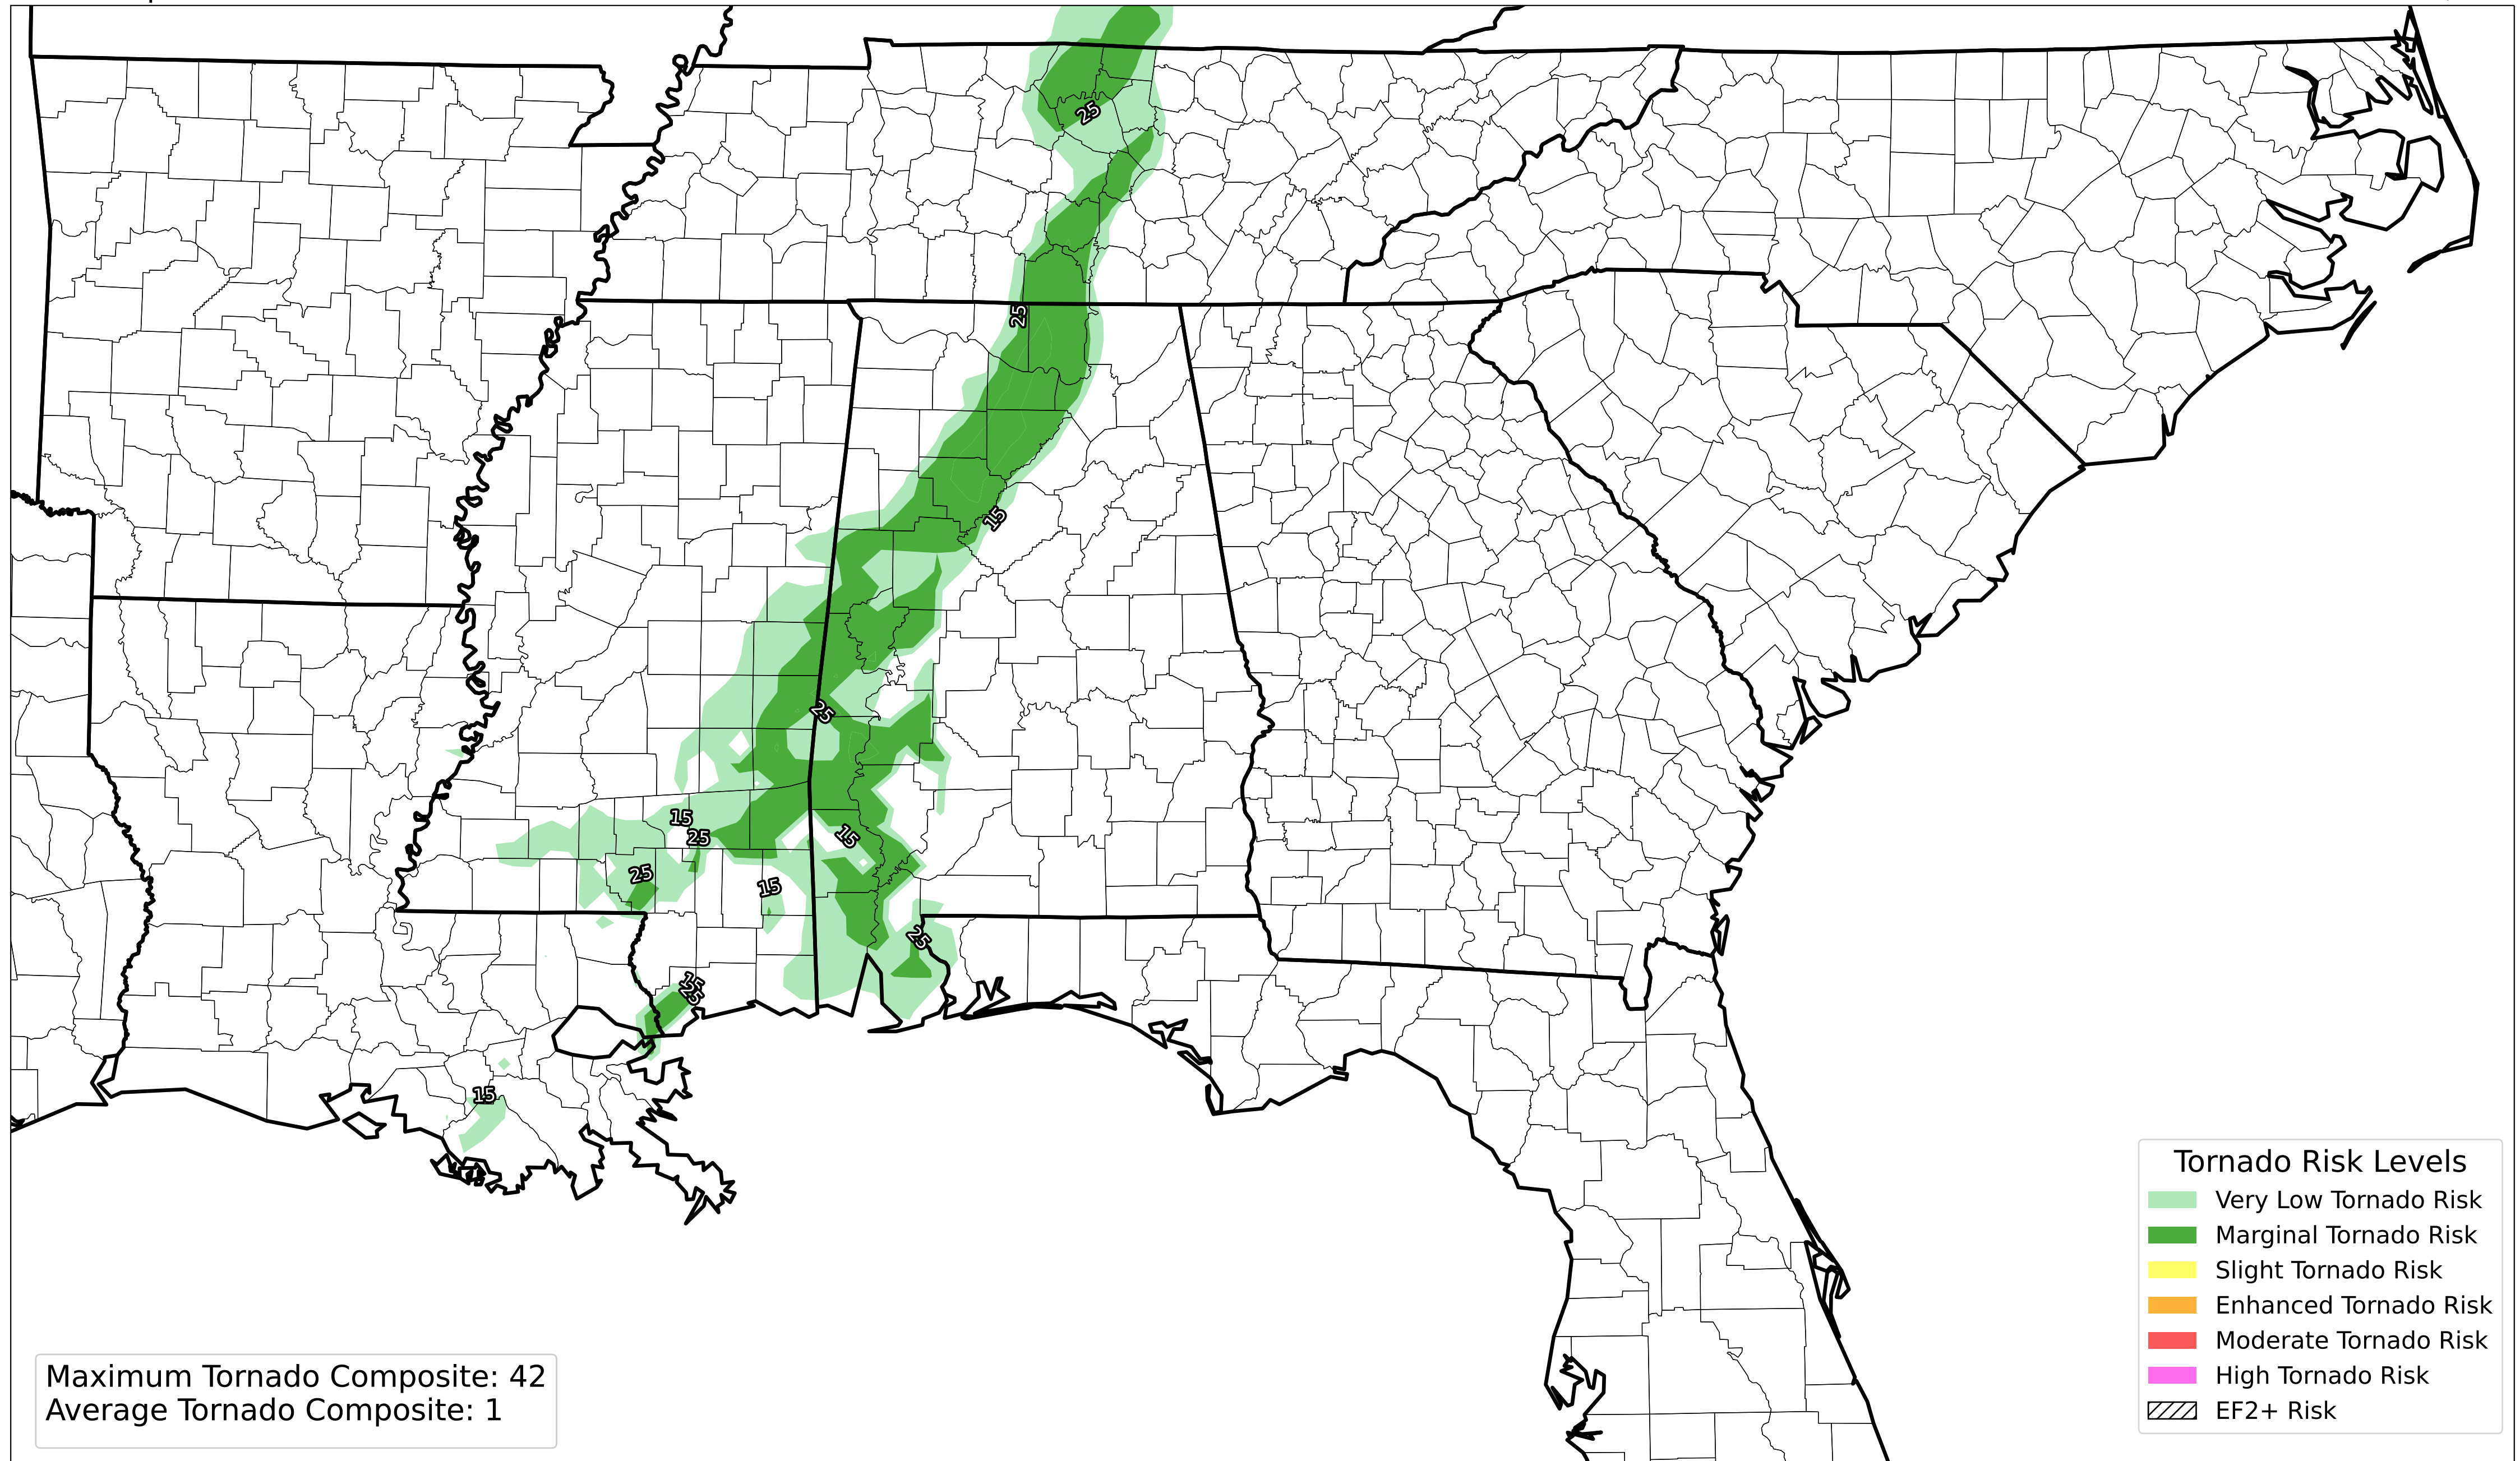 25
25
15
25
15
25
15
25
15
25
15
25
15
Tornado Risk Levels
Very Low Tornado Risk
Marginal Tornado Risk
Slight Tornado Risk
Enhanced Tornado Risk
Moderate Tornado Risk
High Tornado Risk
EF2+ Risk
Maximum Tornado Composite: 42
Average Tornado Composite: 1